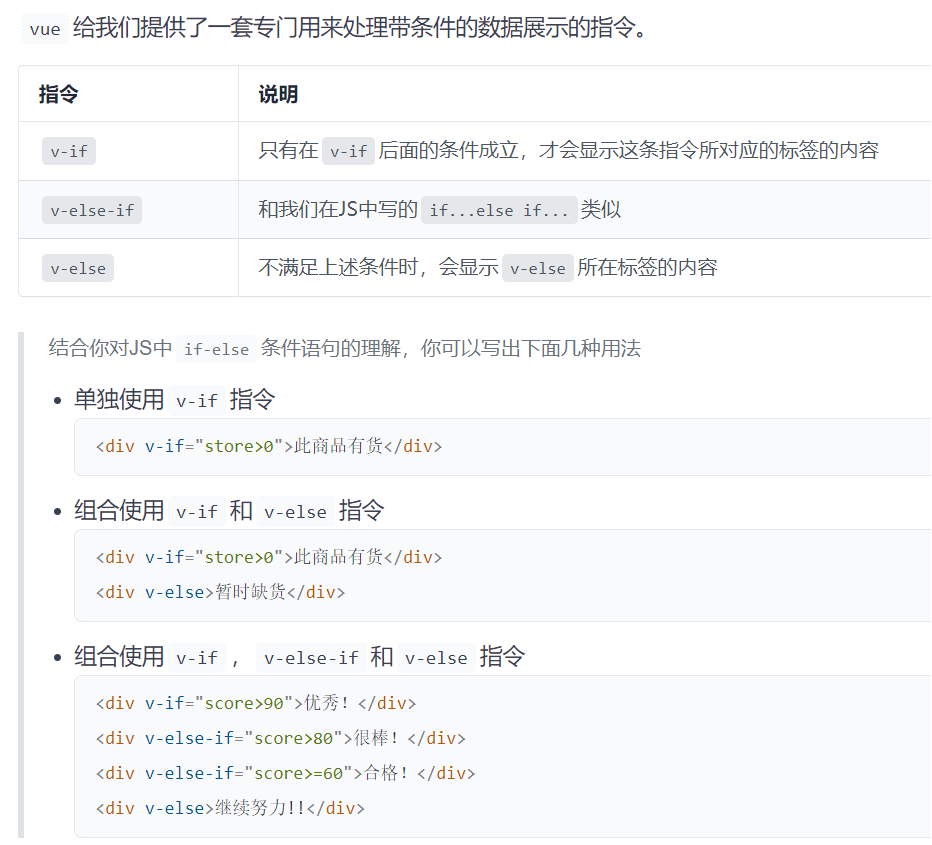 vue 给我们提供了一套专门用来处理带条件的数据展示的指令。
指令 说明
v-if 只有在 v-if 后面的条件成立，才会显示这条指令所对应的标签的内容
v-else-if 和我们在JS中写的 if...else if... 类似
v-else 不满足上述条件时，会显示 v-else 所在标签的内容
结合你对JS中 if-else 条件语句的理解，你可以写出下面几种用法
• 单独使用 v-if 指令
<div v-if="store>0">此商品有货</div>
• 组合使用 v-if 和 v-else 指令
<div v-if="store>0">此商品有货</div>
<div v-else>暂时缺货</div>
• 组合使用 v-if ， v-else-if 和 v-else 指令
<div v-if="score>90">优秀！</div>
<div v-else-if="score>80">很棒！</div>
<div v-else-if="score>=60">合格！</div>
<div v-else>继续努力!!</div>